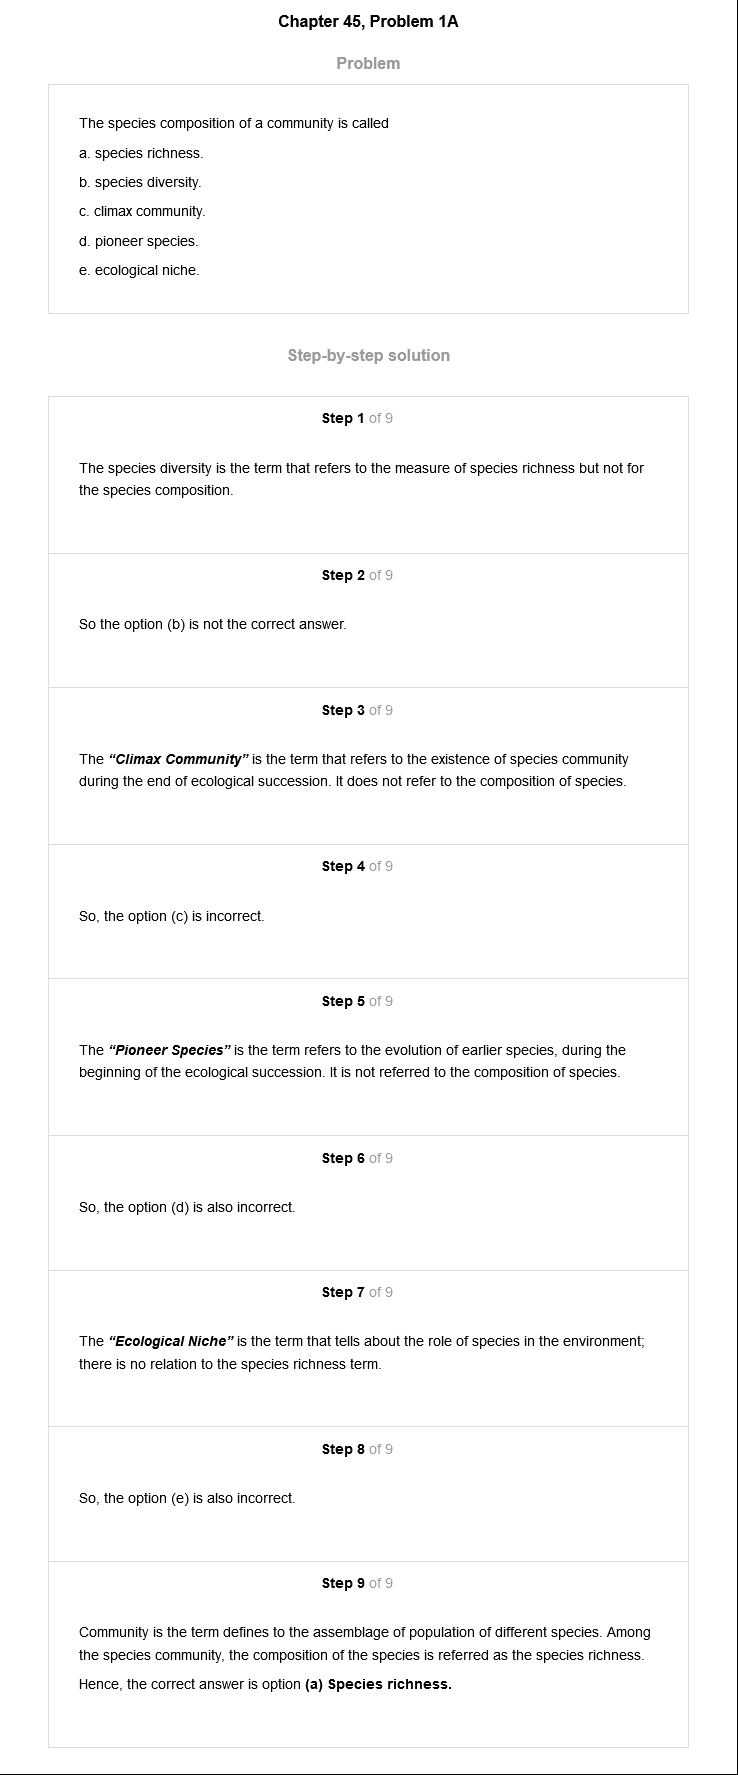 Chapter 45, Problem 1A
Problem
The species composition of a community is called
a. species richness.
b. species diversity.
c. climax community.
d. pioneer species.
e. ecological niche.
Step-by-step solution
Step 1 of 9
The species diversity is the term that refers to the measure of species richness but not for
the species composition.
Step 2 of 9
So the option (b) is not the correct answer.
Step 3 of 9
The “Climax Community” is the term that refers to the existence of species community
during the end of ecological succession. It does not refer to the composition of species.
Step 4 of 9
So, the option (c) is incorrect.
Step 5 of 9
The “Pioneer Species” is the term refers to the evolution of earlier species, during the
beginning of the ecological succession. It is not referred to the composition of species.
Step 6 of 9
So, the option (d) is also incorrect.
Step 7 of 9
The “Ecological Niche” is the term that tells about the role of species in the environment;
there is no relation to the species richness term.
Step 8 of 9
So, the option (e) is also incorrect.
Step 9 of 9
Community is the term defines to the assemblage of population of different species. Among
the species community, the composition of the species is referred as the species richness.
Hence, the correct answer is option (a) Species richness.